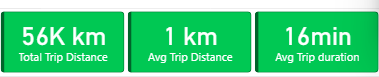 56K km
Total Trip Distance
1 km
Avg Trip Distance
16min
Avg Trip duration